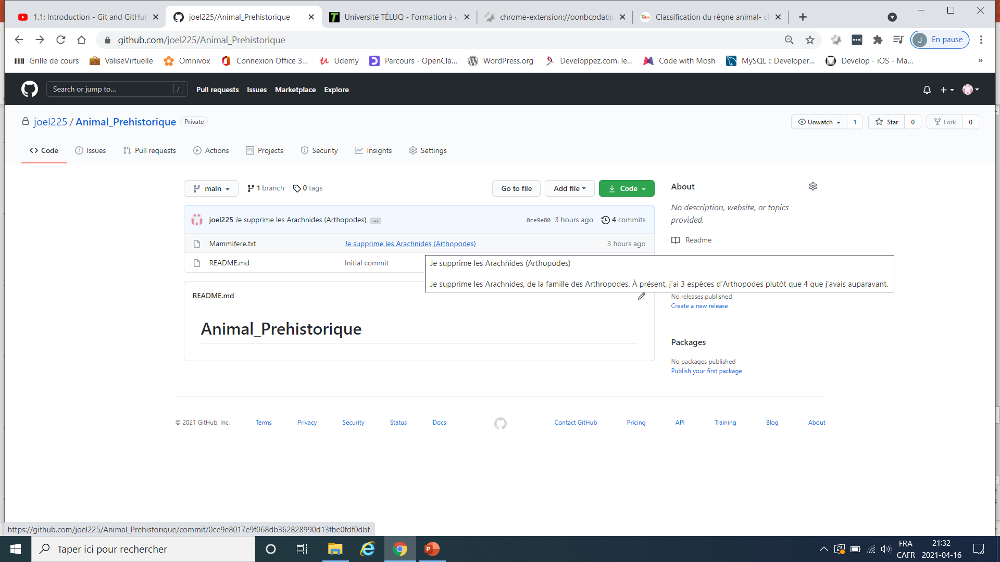 1.1: Introduction - Git and GitHub
joel225/Animal_Prehistorique
Université TÉLUQ - Formation à d
chrome-extension://oonbcpdabjc
Classification du règne animal- cl
github.com/joel225/Animal_Prehistorique
J
En pause
Grille de cours
ValiseVirtuelle
Omnivox
Connexion Office 3...
Udemy
Parcours - OpenCla...
WordPress.org
Developpez.com, le...
Code with Mosh
MySQL :: Developer...
Develop - iOS - Ma...
»
Search or jump to...
/
Pull requests
Issues
Marketplace
Explore
joel225 / Animal_Prehistorique
Private
Unwatch
1
Star
0
Fork
0
Code
Issues
Pull requests
Actions
Projects
Security
Insights
Settings
main
1 branch
0 tags
Go to file
Add file
Code
joel225 Je supprime les Arachnides (Arthopodes) ...
0ce9e80 3 hours ago
4 commits
Mammifere.txt
Je supprime les Arachnides (Arthopodes)
3 hours ago
README.md
Initial commit
Je supprime les Arachnides (Arthopodes)
Je supprime les Arachnides, de la famille des Arthropodes. À présent, j'ai 3 espèces d'Arthopodes plutôt que 4 que j'avais auparavant.
README.md
Animal_Prehistorique
About
No description, website, or topics
provided.
Readme
No releases published
Create a new release
Packages
No packages published
Publish your first package
© 2021 GitHub, Inc.
Terms
Privacy
Security
Status
Docs
Contact GitHub
Pricing
API
Training
Blog
About
https://github.com/joel225/Animal_Prehistorique/commit/0ce9e8017e9f068db362828990d13fbe0fdf0dbf
Taper ici pour rechercher
FRA
CAFR
21:32
2021-04-16